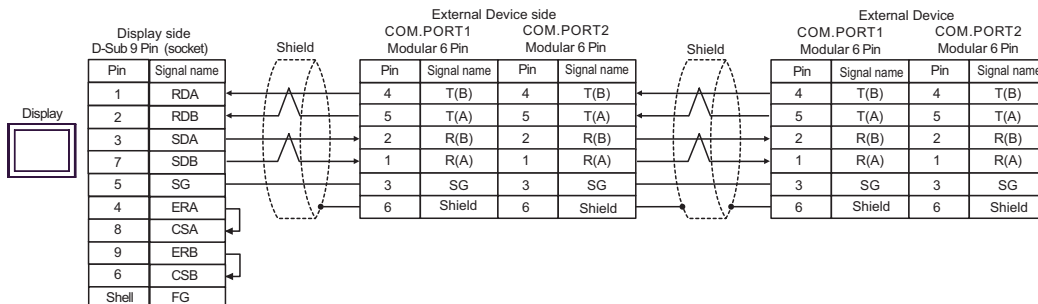 External Device side
External Device
Display side
D-Sub 9 Pin (socket)
Shield
COM.PORT1
Modular 6 Pin
COM.PORT2
Modular 6 Pin
Shield
COM.PORT1
Modular 6 Pin
COM.PORT2
Modular 6 Pin
Display
Pin Signal name
1 RDA
2 RDB
3 SDA
7 SDB
5 SG
4 ERA
8 CSA
9 ERB
6 CSB
Shell FG
Pin Signal name Pin Signal name
4 T(B) 4 T(B)
5 T(A) 5 T(A)
2 R(B) 2 R(B)
1 R(A) 1 R(A)
3 SG 3 SG
6 Shield 6 Shield
Pin Signal name Pin Signal name
4 T(B) 4 T(B)
5 T(A) 5 T(A)
2 R(B) 2 R(B)
1 R(A) 1 R(A)
3 SG 3 SG
6 Shield 6 Shield